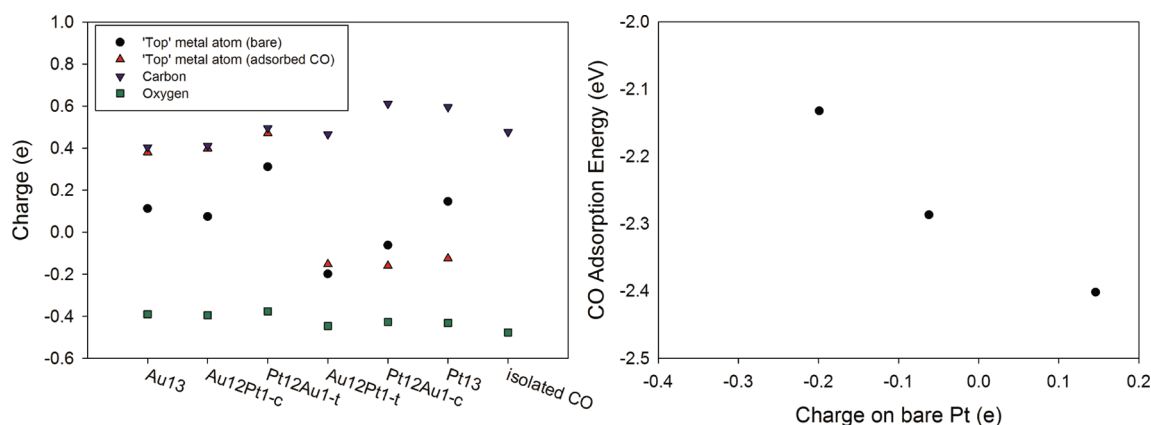 1.0
0.8
0.6
0.4
0.2
0.0
-0.2
-0.4
-0.6
Charge (e)
'Top' metal atom (bare)
'Top' metal atom (adsorbed CO)
Carbon
Oxygen
Au13
Au12Pt1-c
Pt12Au1-t
Au12Pt1-t
Pt12Au1-c
Pt13
isolated CO
-2.0
-2.1
-2.2
-2.3
-2.4
-2.5
CO Adsorption Energy (eV)
-0.4 -0.3 -0.2 -0.1 0.0 0.1 0.2
Charge on bare Pt (e)